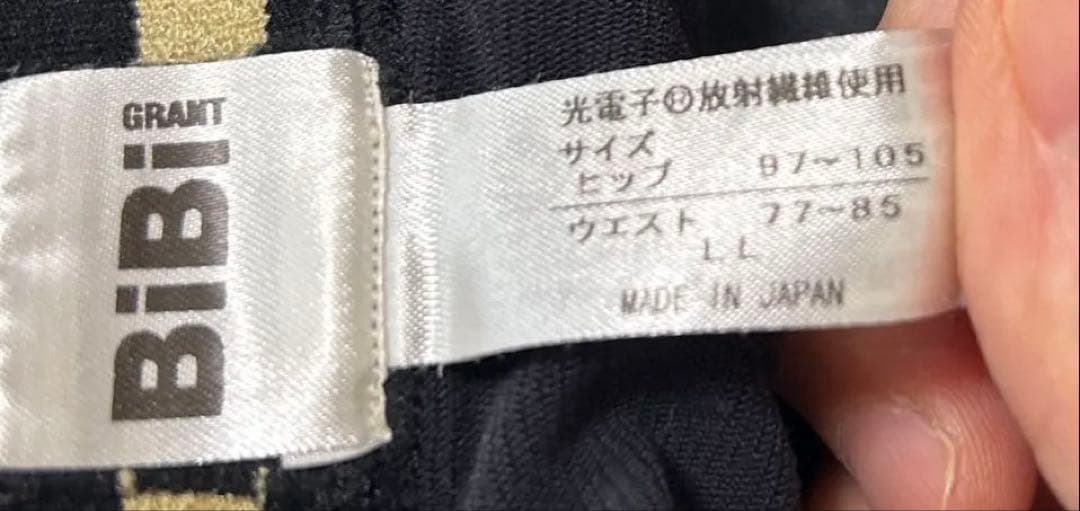 GRANT
BiBi
光電子Ⓗ放射繊維使用
サイズ
ヒップ 97〜105
ウエスト 77〜85
LL
MADE IN JAPAN